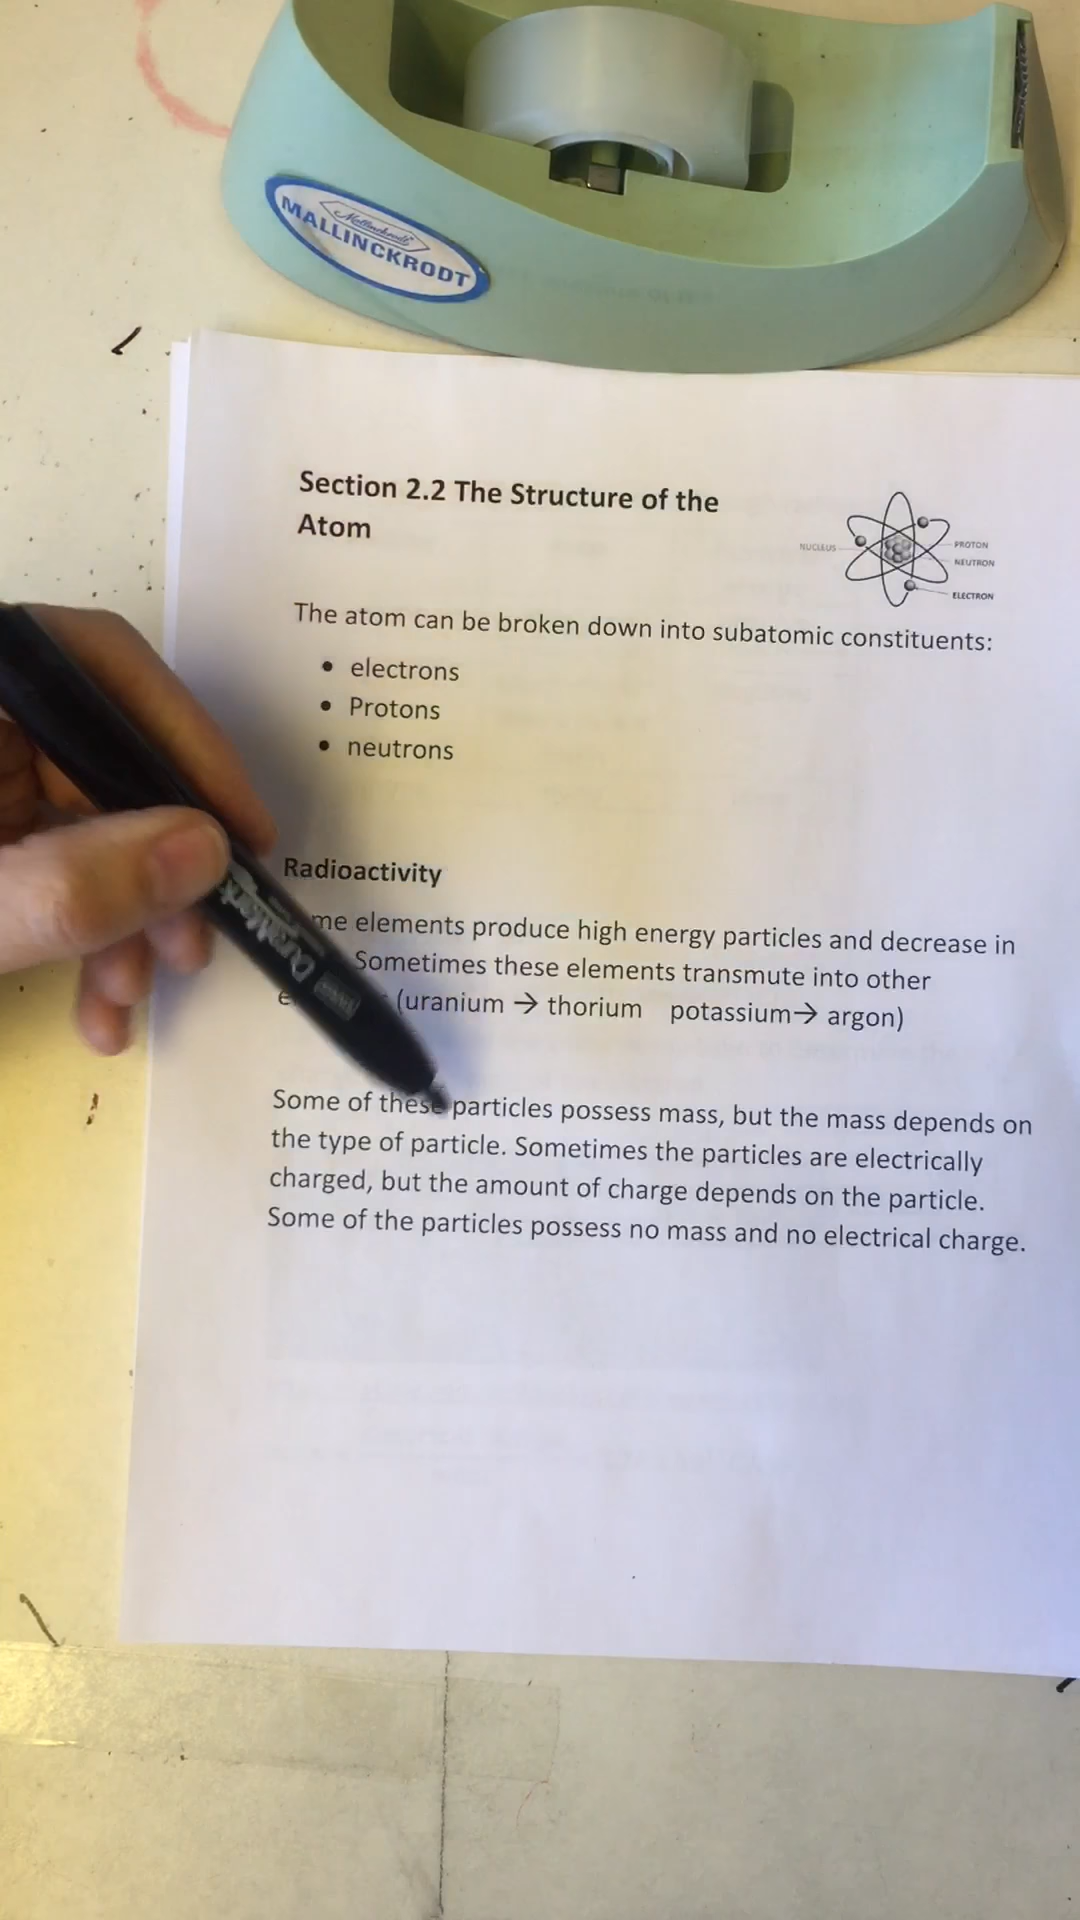 Mallinckrodt
MALLINCKRODT
Section 2.2 The Structure of the
Atom
NUCLEUS
PROTON
NEUTRON
ELECTRON
The atom can be broken down into subatomic constituents:
• electrons
• Protons
• neutrons
Radioactivity
me elements produce high energy particles and decrease in
Sometimes these elements transmute into other
(uranium → thorium potassium→ argon)
Some of these particles possess mass, but the mass depends on
the type of particle. Sometimes the particles are electrically
charged, but the amount of charge depends on the particle.
Some of the particles possess no mass and no electrical charge.